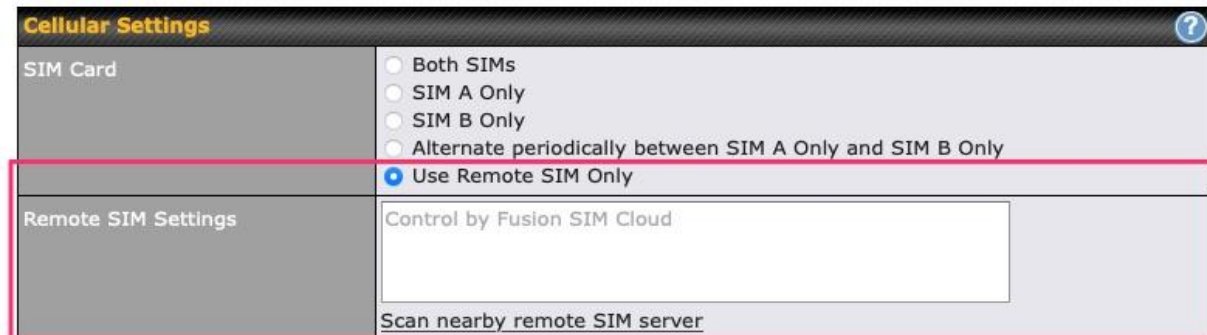 Cellular Settings
?
SIM Card
Both SIMs
SIM A Only
SIM B Only
Alternate periodically between SIM A Only and SIM B Only
Use Remote SIM Only
Remote SIM Settings
Control by Fusion SIM Cloud
Scan nearby remote SIM server